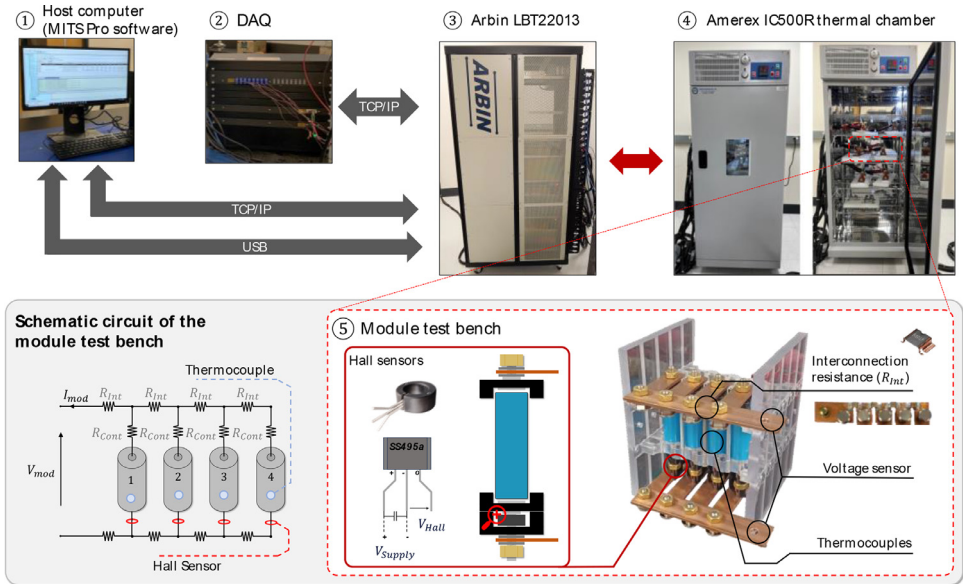 ① Host computer
(MITS Pro software)
② DAQ
③ Arbin LBT22013
④ Amerex IC500R thermal chamber
ARBIN
TCP/IP
TCP/IP
USB
Schematic circuit of the
module test bench
Thermocouple
I_mod
R_Int R_Int R_Int R_Int
R_Cont R_Cont R_Cont R_Cont
V_mod
1 2 3 4
Hall Sensor
⑤ Module test bench
Hall sensors
SS495a
+ - o
V_Hall
+ -
V_Supply
Interconnection
resistance (R_Int)
Voltage sensor
Thermocouples